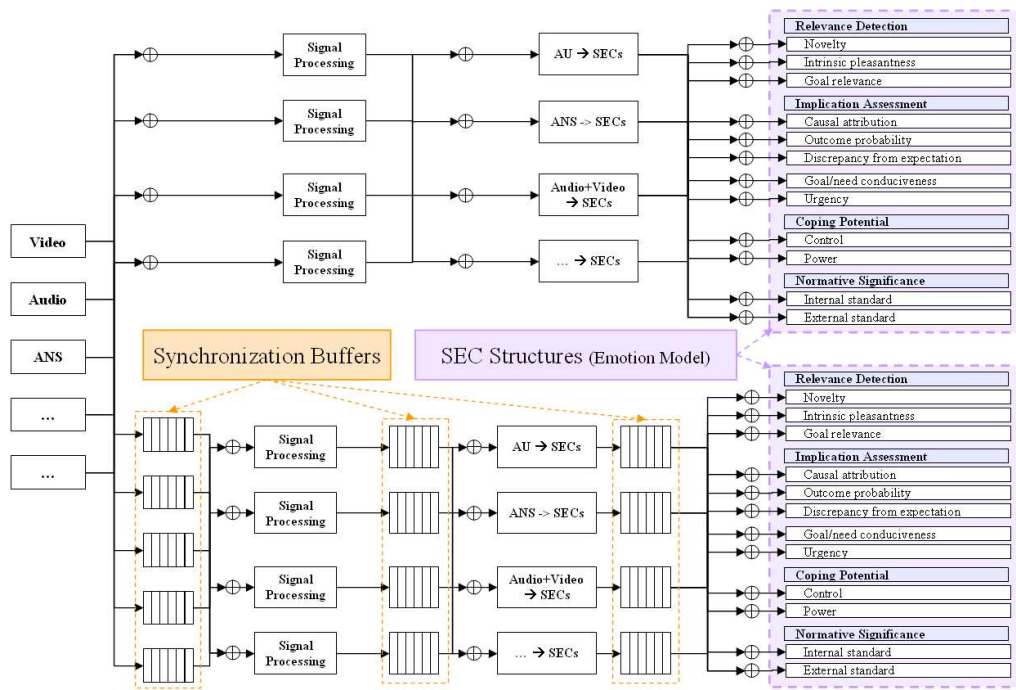 Video
Audio
ANS
...
...
Signal
Processing
Signal
Processing
Signal
Processing
Signal
Processing
AU → SECs
ANS -> SECs
Audio+Video
→ SECs
... → SECs
Relevance Detection
Novelty
Intrinsic pleasantness
Goal relevance
Implication Assessment
Causal attribution
Outcome probability
Discrepancy from expectation
Goal/need conduciveness
Urgency
Coping Potential
Control
Power
Normative Significance
Internal standard
External standard
Synchronization Buffers
SEC Structures (Emotion Model)
Signal
Processing
Signal
Processing
Signal
Processing
Signal
Processing
AU → SECs
ANS -> SECs
Audio+Video
→ SECs
... → SECs
Relevance Detection
Novelty
Intrinsic pleasantness
Goal relevance
Implication Assessment
Causal attribution
Outcome probability
Discrepancy from expectation
Goal/need conduciveness
Urgency
Coping Potential
Control
Power
Normative Significance
Internal standard
External standard